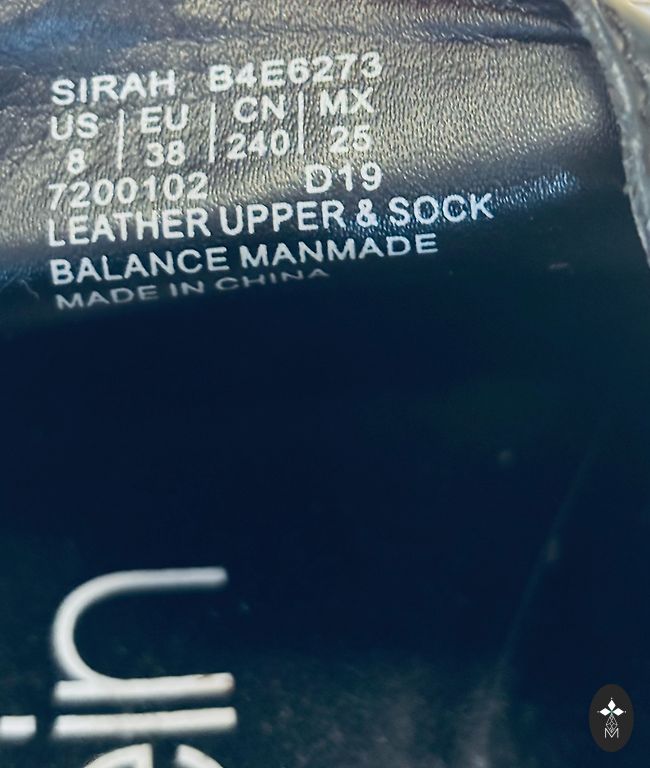 SIRAH B4E6273
US | EU | CN | MX
8 | 38 | 240 | 25
7200102 D19
LEATHER UPPER & SOCK
BALANCE MANMADE
MADE IN CHINA
ein
M